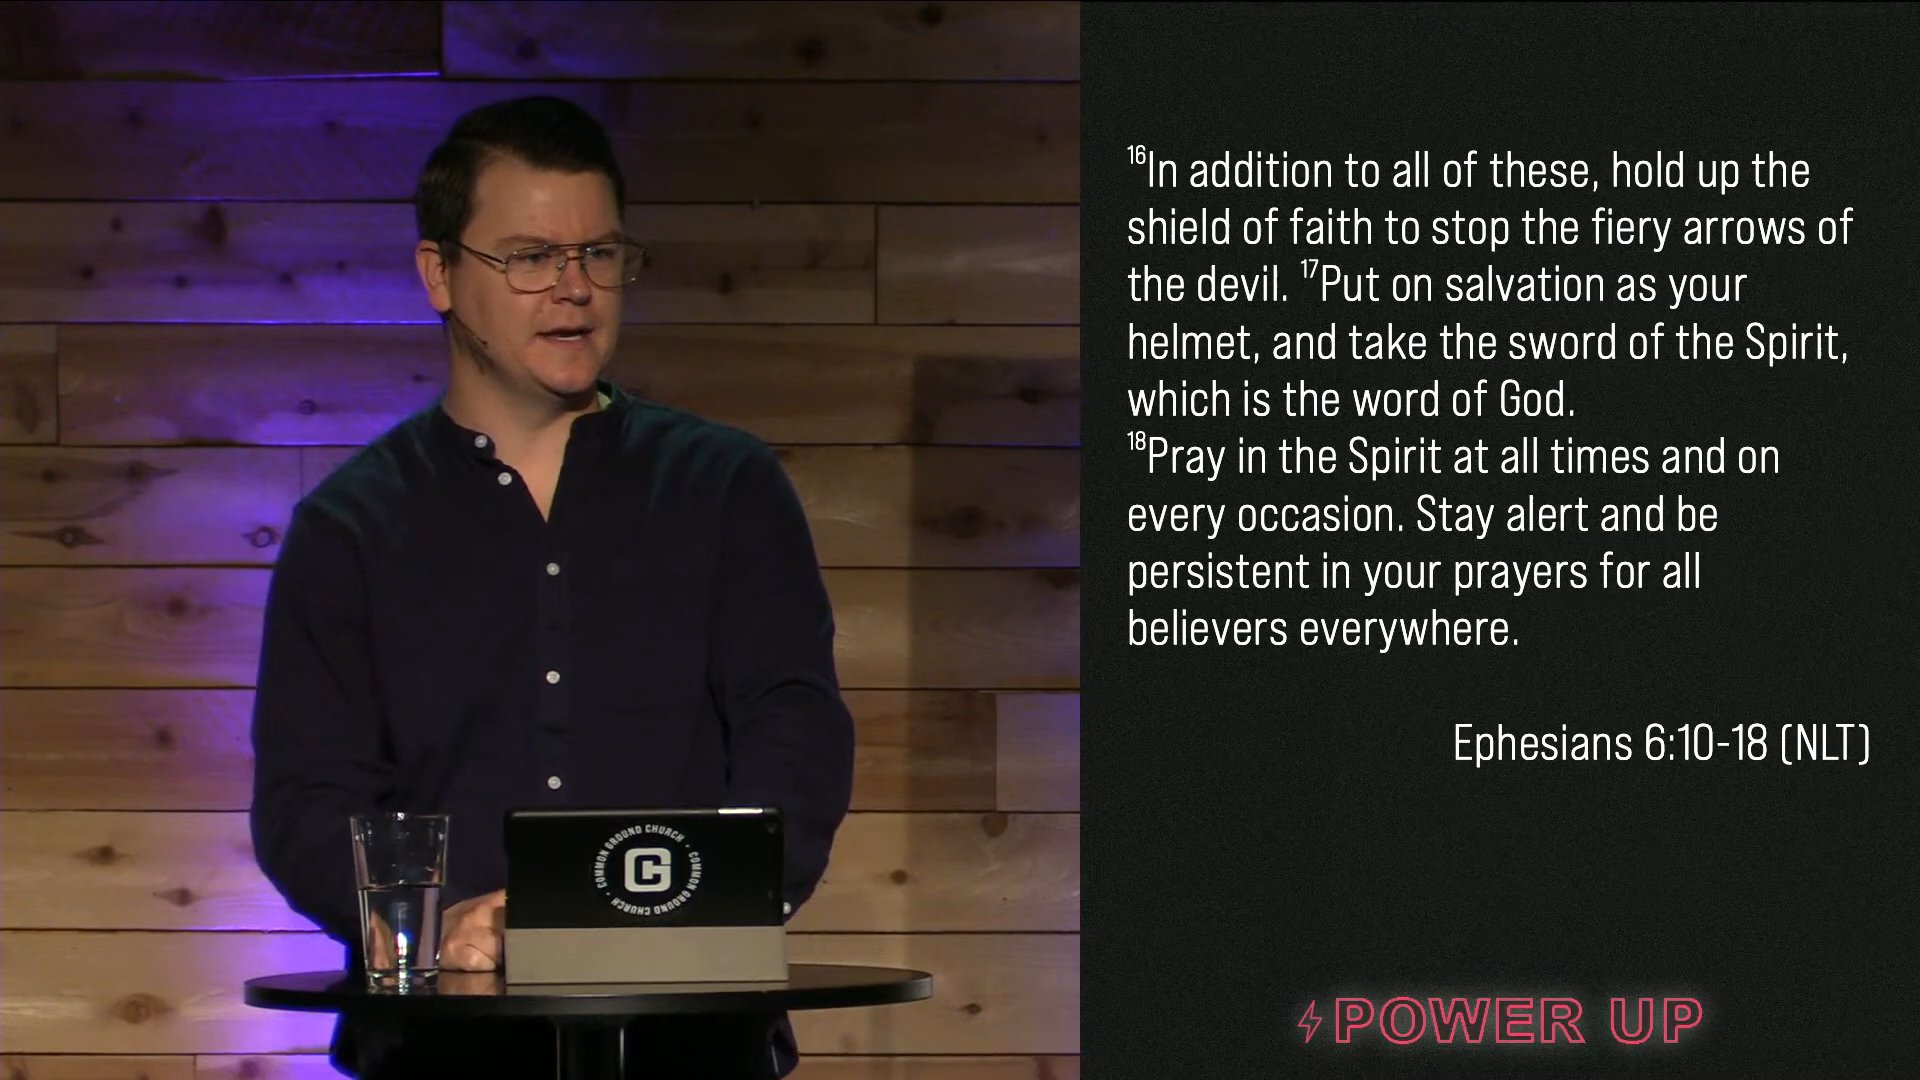 ¹⁶In addition to all of these, hold up the
shield of faith to stop the fiery arrows of
the devil. ¹⁷Put on salvation as your
helmet, and take the sword of the Spirit,
which is the word of God.
¹⁸Pray in the Spirit at all times and on
every occasion. Stay alert and be
persistent in your prayers for all
believers everywhere.
Ephesians 6:10-18 (NLT)
COMMON GROUND CHURCH • COMMON GROUND CHURCH •
G
POWER UP